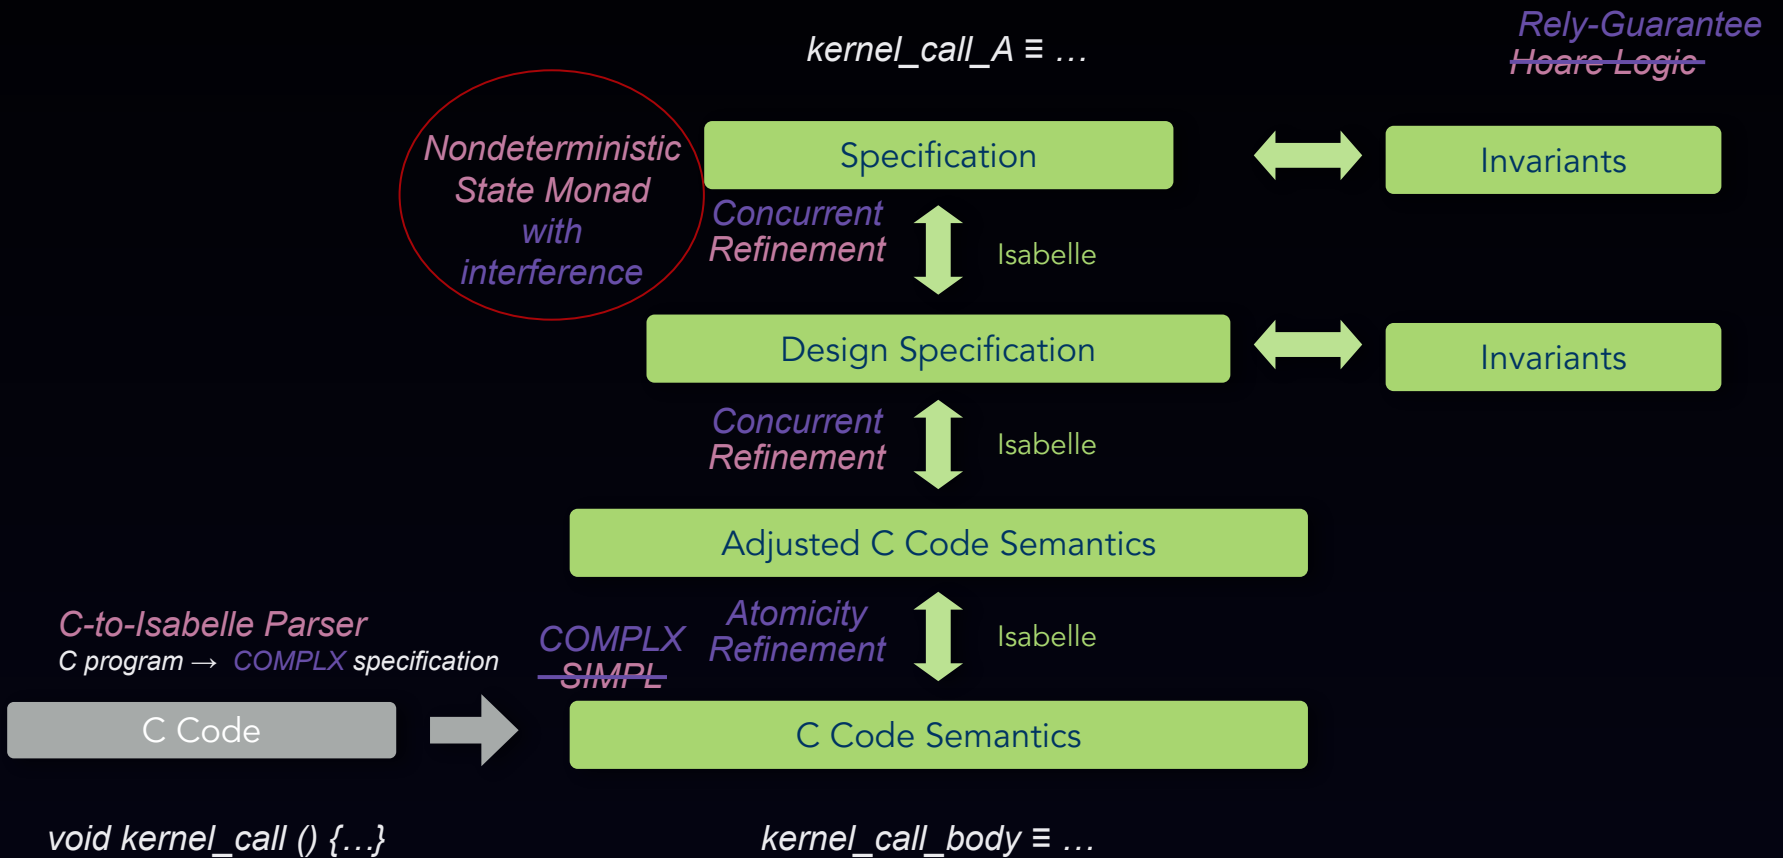 Rely-Guarantee
Hoare Logic
kernel_call_A ≡ …
Nondeterministic
State Monad
with
interference
Specification
Invariants
Concurrent
Refinement
Isabelle
Design Specification
Invariants
Concurrent
Refinement
Isabelle
Adjusted C Code Semantics
C-to-Isabelle Parser
C program → COMPLX specification
COMPLX
SIMPL
Atomicity
Refinement
Isabelle
C Code
C Code Semantics
void kernel_call () {…}
kernel_call_body ≡ …